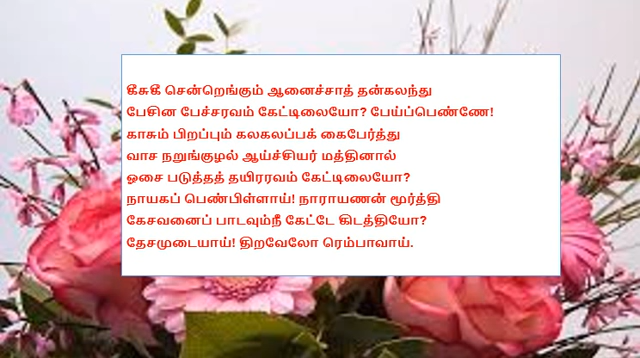 கீசுகீ சென்றெங்கும் ஆனைச்சாத் தன்கலந்து
பேசின பேச்சரவம் கேட்டிலையோ? பேய்ப்பெண்ணே!
காசும் பிறப்பும் கலகலப்பக் கைபேர்த்து
வாச நறுங்குழல் ஆய்ச்சியர் மத்தினால்
ஓசை படுத்தத் தயிரரவம் கேட்டிலையோ?
நாயகப் பெண்பிள்ளாய்! நாராயணன் மூர்த்தி
கேசவனைப் பாடவும்நீ கேட்டே கிடத்தியோ?
தேசமுடையாய்! திறவேலோ ரெம்பாவாய்.